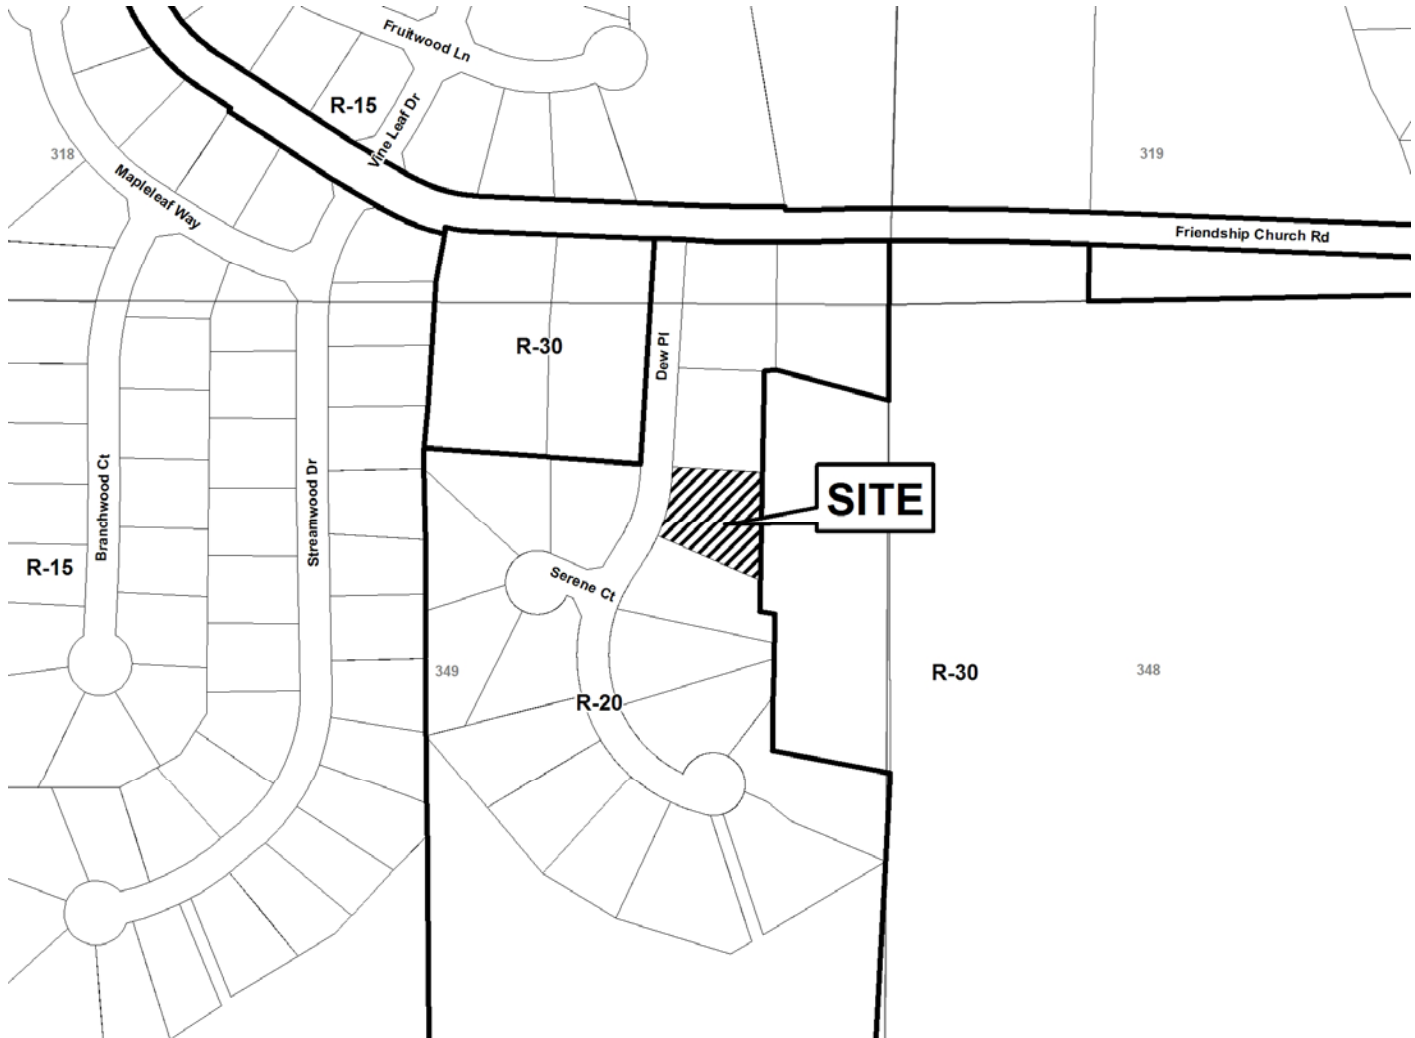 Fruitwood Ln
R-15
Vine Leaf Dr
318
319
Mapleleaf Way
Friendship Church Rd
R-30
Dew Pl
SITE
Branchwood Ct
Streamwood Dr
R-15
Serene Ct
349
R-30
348
R-20